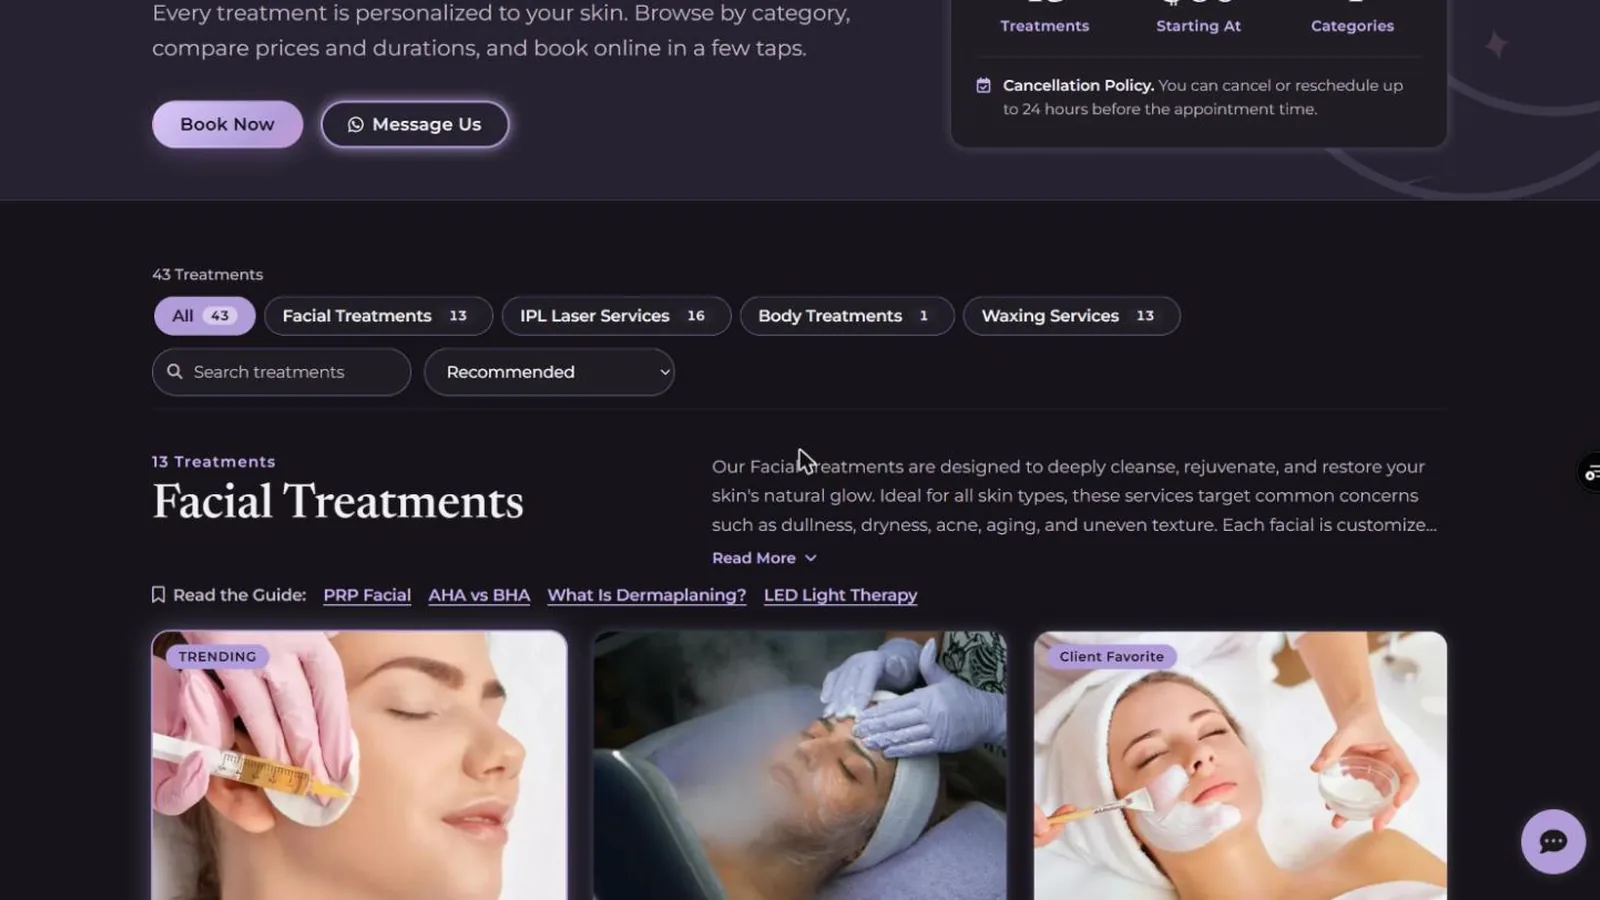 Every treatment is personalized to your skin. Browse by category,
compare prices and durations, and book online in a few taps.
Book Now
Message Us
Treatments
Starting At
Categories
Cancellation Policy. You can cancel or reschedule up
to 24 hours before the appointment time.
43 Treatments
All 43
Facial Treatments 13
IPL Laser Services 16
Body Treatments 1
Waxing Services 13
Search treatments
Recommended
13 Treatments
Facial Treatments
Our Facial Treatments are designed to deeply cleanse, rejuvenate, and restore your
skin's natural glow. Ideal for all skin types, these services target common concerns
such as dullness, dryness, acne, aging, and uneven texture. Each facial is customize...
Read More
Read the Guide: PRP Facial AHA vs BHA What Is Dermaplaning? LED Light Therapy
TRENDING
Client Favorite